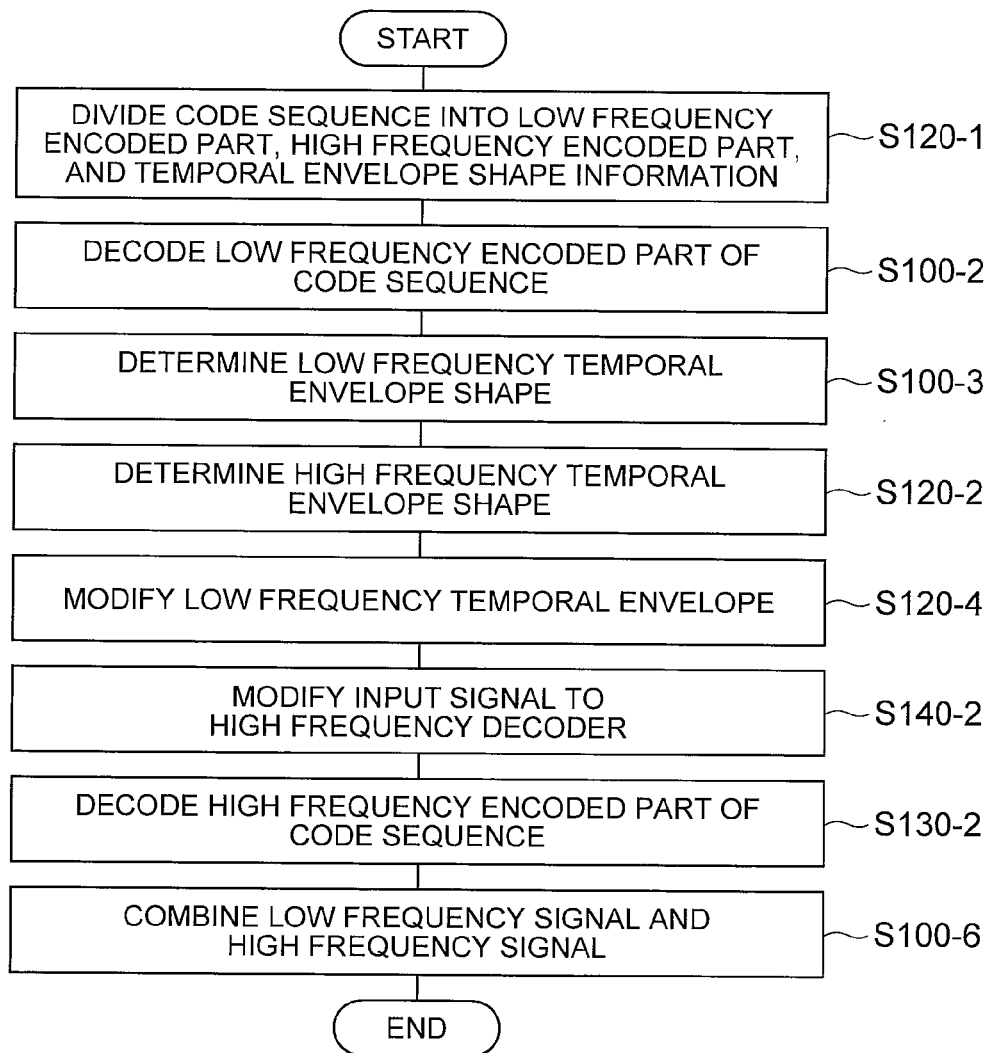 START
DIVIDE CODE SEQUENCE INTO LOW FREQUENCY
ENCODED PART, HIGH FREQUENCY ENCODED PART,
AND TEMPORAL ENVELOPE SHAPE INFORMATION
S120-1
DECODE LOW FREQUENCY ENCODED PART OF
CODE SEQUENCE
S100-2
DETERMINE LOW FREQUENCY TEMPORAL
ENVELOPE SHAPE
S100-3
DETERMINE HIGH FREQUENCY TEMPORAL
ENVELOPE SHAPE
S120-2
MODIFY LOW FREQUENCY TEMPORAL ENVELOPE
S120-4
MODIFY INPUT SIGNAL TO
HIGH FREQUENCY DECODER
S140-2
DECODE HIGH FREQUENCY ENCODED PART OF
CODE SEQUENCE
S130-2
COMBINE LOW FREQUENCY SIGNAL AND
HIGH FREQUENCY SIGNAL
S100-6
END